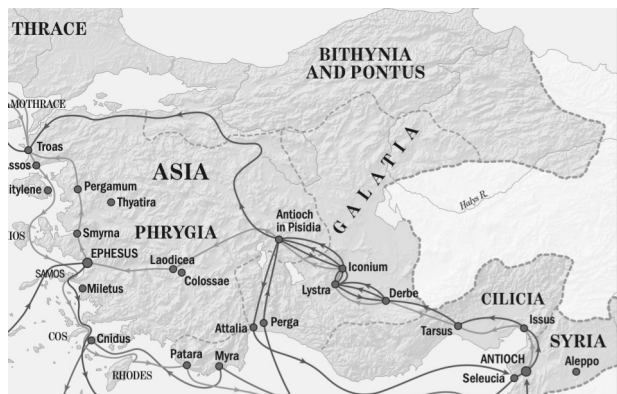 THRACE
BITHYNIA
AND PONTUS
AMOTHRACE
Troas
ssos
itylene
ASIA
Pergamum
Thyatira
GALATIA
Halys R.
Smyrna
PHRYGIA
Antioch
in Pisidia
IOS
EPHESUS
SAMOS
Laodicea
Colossae
Iconium
Lystra
Derbe
Miletus
CILICIA
Issus
Tarsus
SYRIA
Attalia
Perga
COS
Cnidus
Patara
Myra
RHODES
ANTIOCH
Seleucia
Aleppo